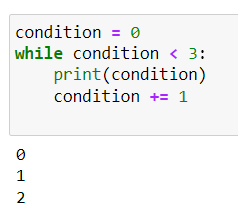 condition = 0
while condition < 3:
    print(condition)
    condition += 1
0
1
2